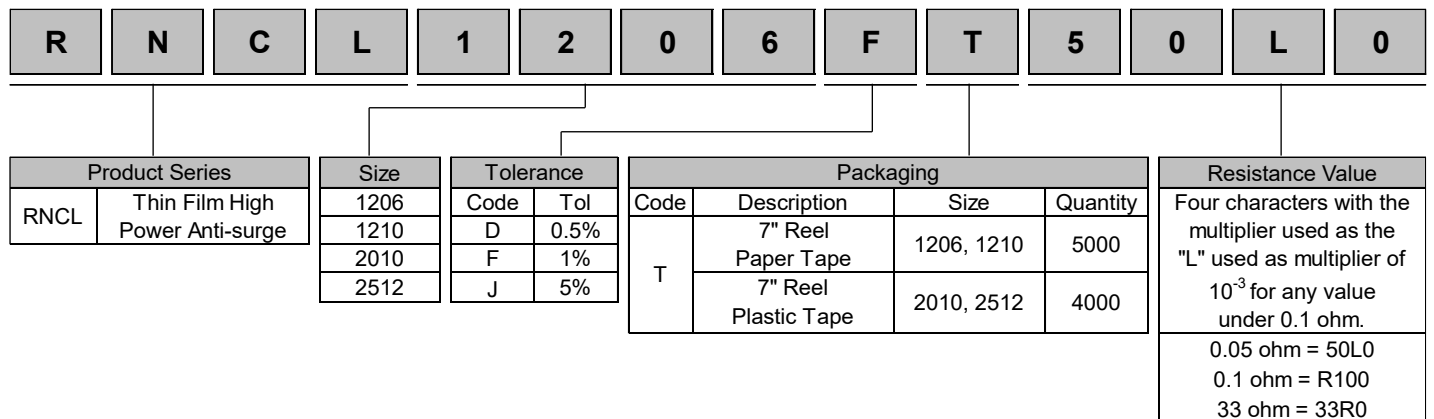 R N C L 1 2 0 6 F T 5 0 L 0
Product Series
RNCL
Thin Film High
Power Anti-surge
Size
1206
1210
2010
2512
Tolerance
Code Tol
D 0.5%
F 1%
J 5%
Packaging
Code Description Size Quantity
T
7" Reel
Paper Tape
1206, 1210 5000
7" Reel
Plastic Tape
2010, 2512 4000
Resistance Value
Four characters with the
multiplier used as the
"L" used as multiplier of
10⁻³ for any value
under 0.1 ohm.
0.05 ohm = 50L0
0.1 ohm = R100
33 ohm = 33R0